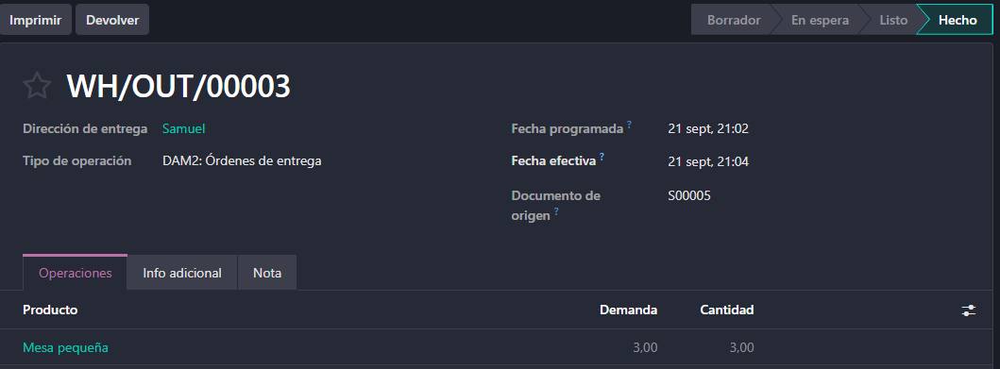 Imprimir Devolver Borrador En espera Listo Hecho
WH/OUT/00003
Dirección de entrega Samuel Fecha programada ? 21 sept, 21:02
Tipo de operación DAM2: Órdenes de entrega Fecha efectiva ? 21 sept, 21:04
Documento de origen ? S00005
Operaciones Info adicional Nota
Producto Demanda Cantidad
Mesa pequeña 3,00 3,00